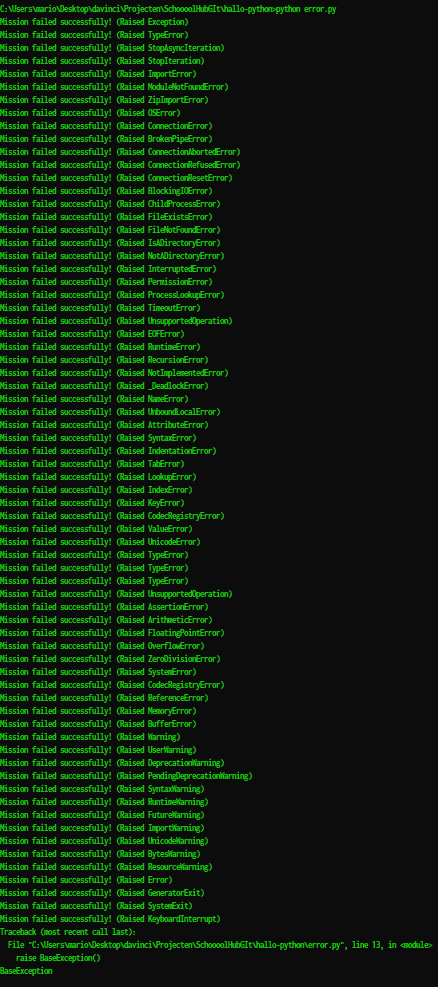 C:\Users\mario\Desktop\davinci\Projecten\SchoooolHubGIt\hallo-python>python error.py
Mission failed successfully! (Raised Exception)
Mission failed successfully! (Raised TypeError)
Mission failed successfully! (Raised StopAsyncIteration)
Mission failed successfully! (Raised StopIteration)
Mission failed successfully! (Raised ImportError)
Mission failed successfully! (Raised ModuleNotFoundError)
Mission failed successfully! (Raised ZipImportError)
Mission failed successfully! (Raised OSError)
Mission failed successfully! (Raised ConnectionError)
Mission failed successfully! (Raised BrokenPipeError)
Mission failed successfully! (Raised ConnectionAbortedError)
Mission failed successfully! (Raised ConnectionRefusedError)
Mission failed successfully! (Raised ConnectionResetError)
Mission failed successfully! (Raised BlockingIOError)
Mission failed successfully! (Raised ChildProcessError)
Mission failed successfully! (Raised FileExistsError)
Mission failed successfully! (Raised FileNotFoundError)
Mission failed successfully! (Raised IsADirectoryError)
Mission failed successfully! (Raised NotADirectoryError)
Mission failed successfully! (Raised InterruptedError)
Mission failed successfully! (Raised PermissionError)
Mission failed successfully! (Raised ProcessLookupError)
Mission failed successfully! (Raised TimeoutError)
Mission failed successfully! (Raised UnsupportedOperation)
Mission failed successfully! (Raised EOFError)
Mission failed successfully! (Raised RuntimeError)
Mission failed successfully! (Raised RecursionError)
Mission failed successfully! (Raised NotImplementedError)
Mission failed successfully! (Raised _DeadlockError)
Mission failed successfully! (Raised NameError)
Mission failed successfully! (Raised UnboundLocalError)
Mission failed successfully! (Raised AttributeError)
Mission failed successfully! (Raised SyntaxError)
Mission failed successfully! (Raised IndentationError)
Mission failed successfully! (Raised TabError)
Mission failed successfully! (Raised LookupError)
Mission failed successfully! (Raised IndexError)
Mission failed successfully! (Raised KeyError)
Mission failed successfully! (Raised CodecRegistryError)
Mission failed successfully! (Raised ValueError)
Mission failed successfully! (Raised UnicodeError)
Mission failed successfully! (Raised TypeError)
Mission failed successfully! (Raised TypeError)
Mission failed successfully! (Raised TypeError)
Mission failed successfully! (Raised UnsupportedOperation)
Mission failed successfully! (Raised AssertionError)
Mission failed successfully! (Raised ArithmeticError)
Mission failed successfully! (Raised FloatingPointError)
Mission failed successfully! (Raised OverflowError)
Mission failed successfully! (Raised ZeroDivisionError)
Mission failed successfully! (Raised SystemError)
Mission failed successfully! (Raised CodecRegistryError)
Mission failed successfully! (Raised ReferenceError)
Mission failed successfully! (Raised MemoryError)
Mission failed successfully! (Raised BufferError)
Mission failed successfully! (Raised Warning)
Mission failed successfully! (Raised UserWarning)
Mission failed successfully! (Raised DeprecationWarning)
Mission failed successfully! (Raised PendingDeprecationWarning)
Mission failed successfully! (Raised SyntaxWarning)
Mission failed successfully! (Raised RuntimeWarning)
Mission failed successfully! (Raised FutureWarning)
Mission failed successfully! (Raised ImportWarning)
Mission failed successfully! (Raised UnicodeWarning)
Mission failed successfully! (Raised BytesWarning)
Mission failed successfully! (Raised ResourceWarning)
Mission failed successfully! (Raised Error)
Mission failed successfully! (Raised GeneratorExit)
Mission failed successfully! (Raised SystemExit)
Mission failed successfully! (Raised KeyboardInterrupt)
Traceback (most recent call last):
  File "C:\Users\mario\Desktop\davinci\Projecten\SchoooolHubGIt\hallo-python\error.py", line 13, in <module>
    raise BaseException()
BaseException